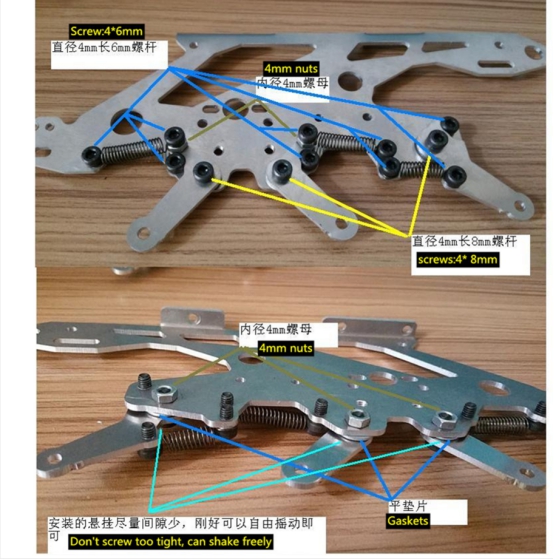 Screw:4*6mm
直径4mm长6mm螺杆
4mm nuts
内径4mm螺母
直径4mm长8mm螺杆
screws:4* 8mm
内径4mm螺母
4mm nuts
平垫片
Gaskets
安装的悬挂尽量间隙少，刚好可以自由摇动即
可
Don't screw too tight, can shake freely